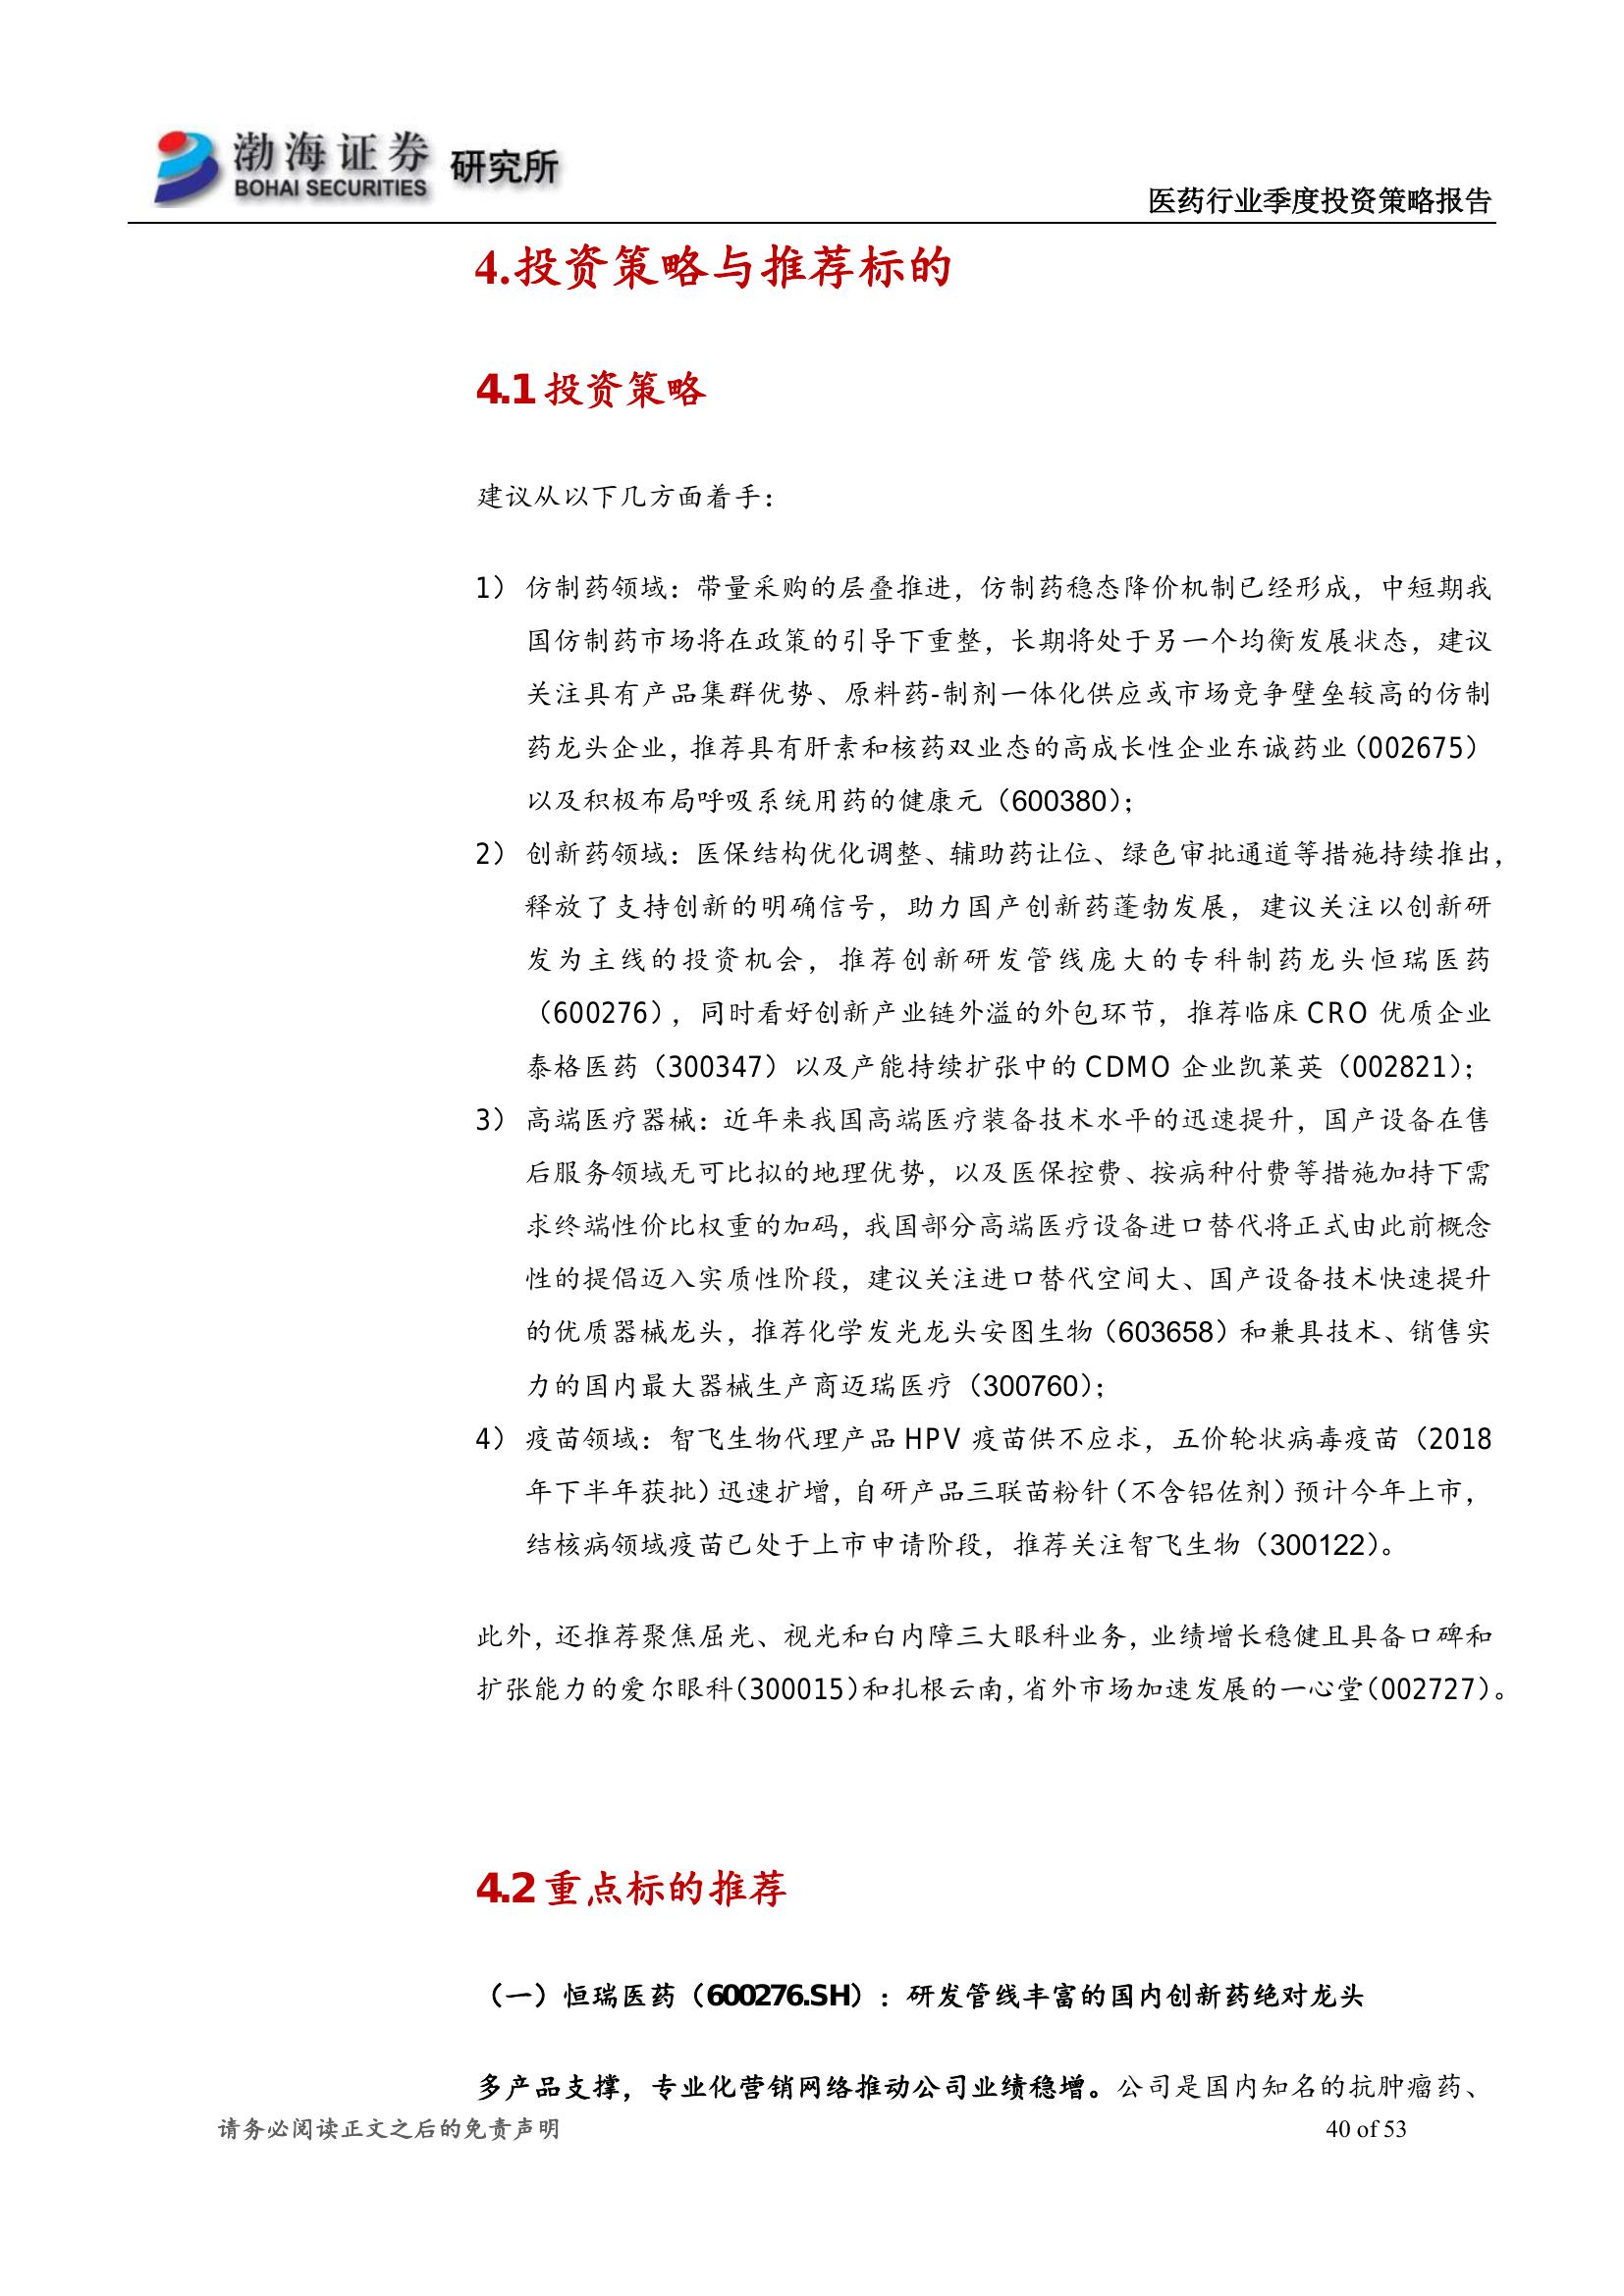 渤海证券 研究所
BOHAI SECURITIES
医药行业季度投资策略报告
4.投资策略与推荐标的
4.1 投资策略
建议从以下几方面着手：
1） 仿制药领域：带量采购的层叠推进，仿制药稳态降价机制已经形成，中短期我
国仿制药市场将在政策的引导下重整，长期将处于另一个均衡发展状态，建议
关注具有产品集群优势、原料药-制剂一体化供应或市场竞争壁垒较高的仿制
药龙头企业，推荐具有肝素和核药双业态的高成长性企业东诚药业（002675）
以及积极布局呼吸系统用药的健康元（600380）；
2） 创新药领域：医保结构优化调整、辅助药让位、绿色审批通道等措施持续推出，
释放了支持创新的明确信号，助力国产创新药蓬勃发展，建议关注以创新研
发为主线的投资机会，推荐创新研发管线庞大的专科制药龙头恒瑞医药
（600276），同时看好创新产业链外溢的外包环节，推荐临床 CRO 优质企业
泰格医药（300347）以及产能持续扩张中的 CDMO 企业凯莱英（002821）；
3） 高端医疗器械：近年来我国高端医疗装备技术水平的迅速提升，国产设备在售
后服务领域无可比拟的地理优势，以及医保控费、按病种付费等措施加持下需
求终端性价比权重的加码，我国部分高端医疗设备进口替代将正式由此前概念
性的提倡迈入实质性阶段，建议关注进口替代空间大、国产设备技术快速提升
的优质器械龙头，推荐化学发光龙头安图生物（603658）和兼具技术、销售实
力的国内最大器械生产商迈瑞医疗（300760）；
4） 疫苗领域：智飞生物代理产品 HPV 疫苗供不应求，五价轮状病毒疫苗（2018
年下半年获批）迅速扩增，自研产品三联苗粉针（不含铝佐剂）预计今年上市，
结核病领域疫苗已处于上市申请阶段，推荐关注智飞生物（300122）。
此外，还推荐聚焦屈光、视光和白内障三大眼科业务，业绩增长稳健且具备口碑和
扩张能力的爱尔眼科（300015）和扎根云南，省外市场加速发展的一心堂（002727）。
4.2 重点标的推荐
（一）恒瑞医药（600276.SH）：研发管线丰富的国内创新药绝对龙头
多产品支撑，专业化营销网络推动公司业绩稳增。公司是国内知名的抗肿瘤药、
请务必阅读正文之后的免责声明 40 of 53